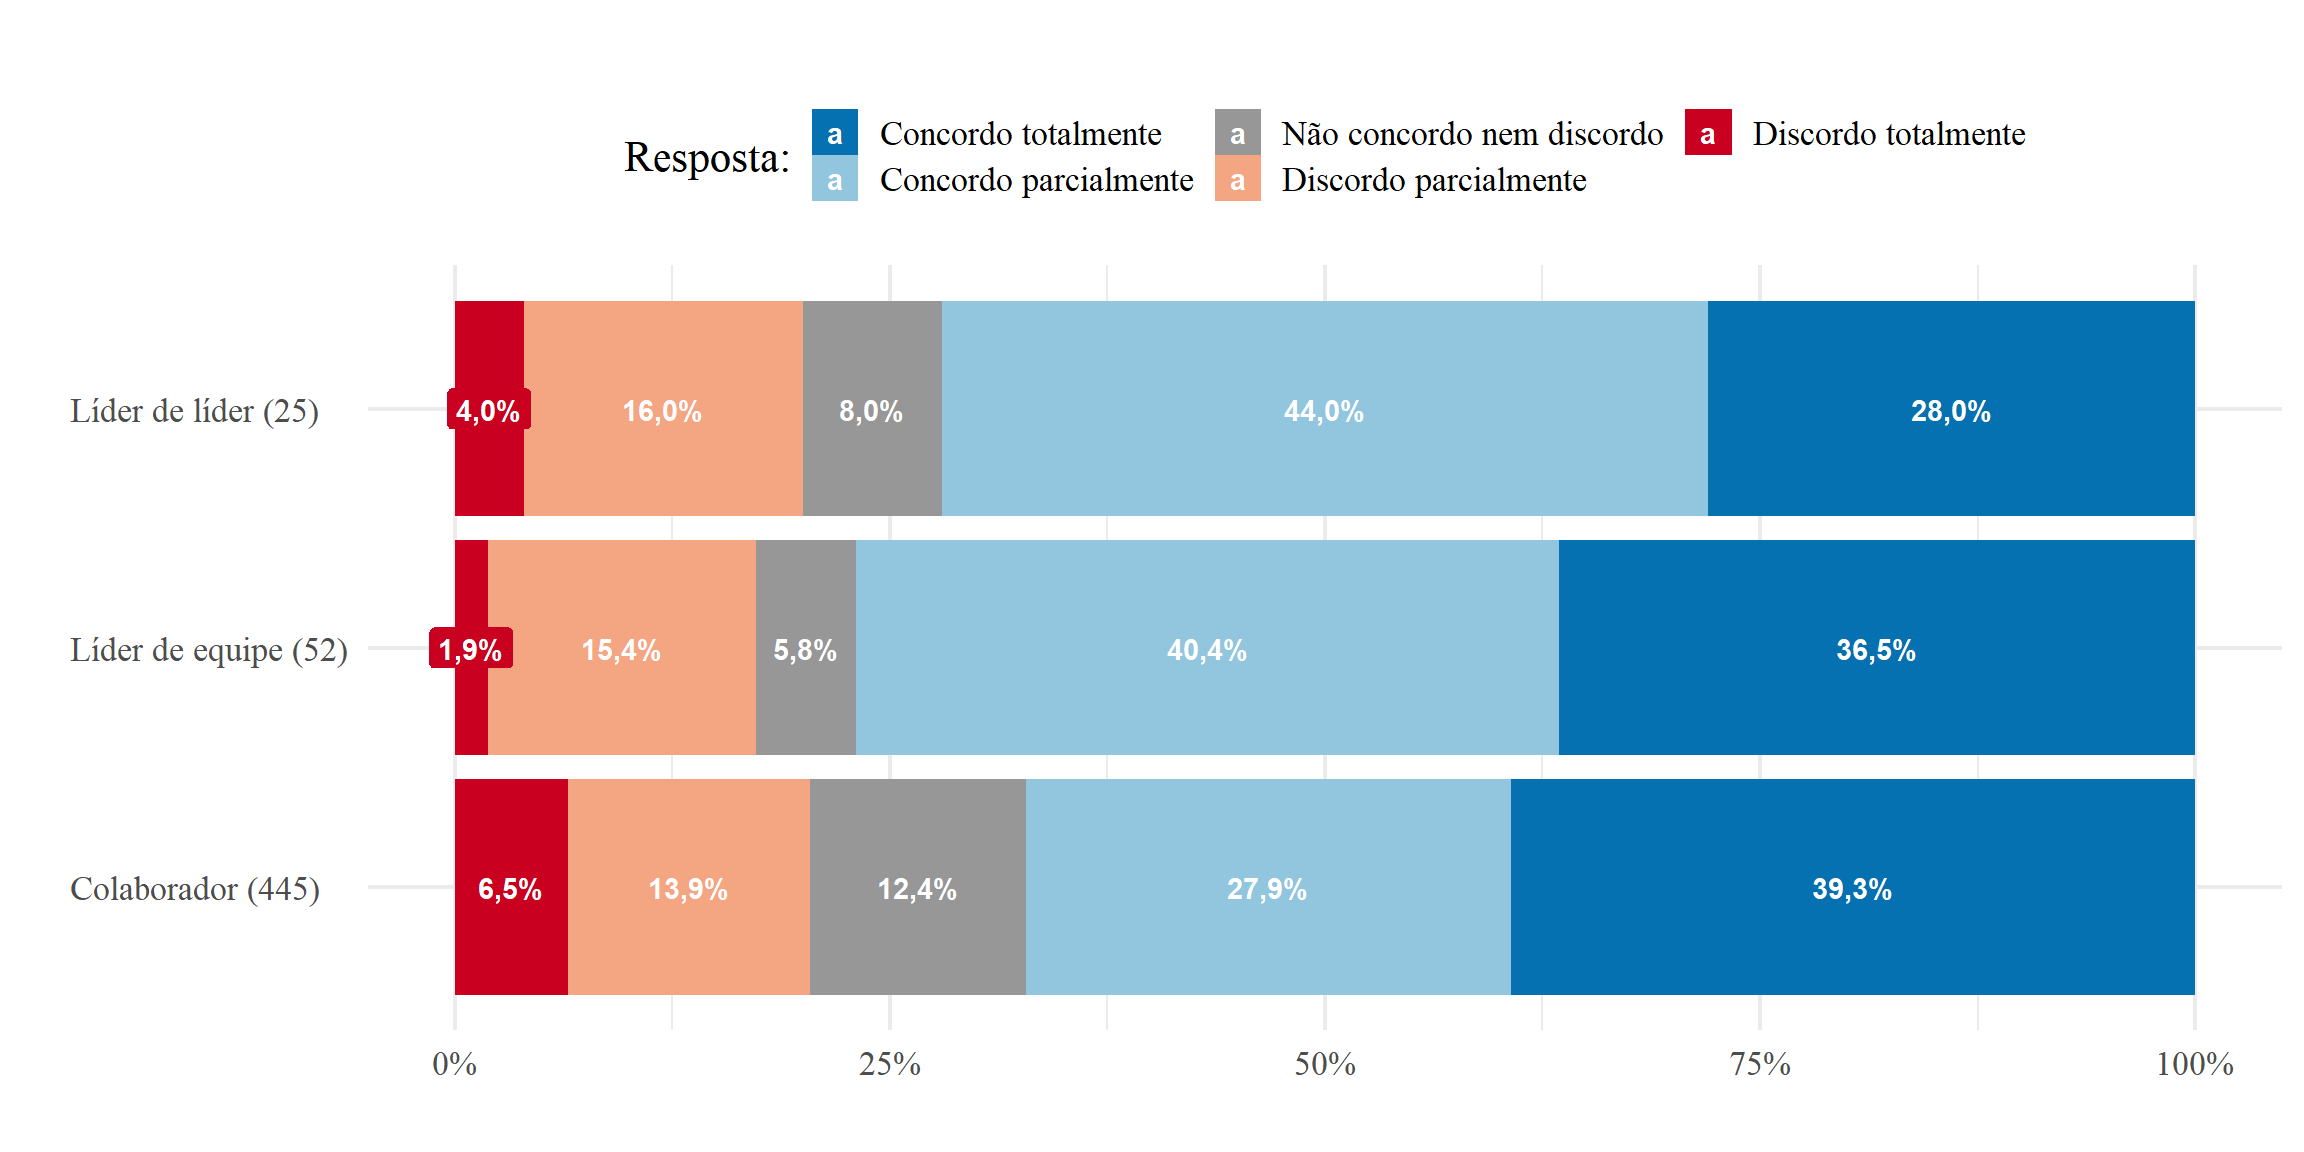 Resposta:
a Concordo totalmente
a Concordo parcialmente
a Não concordo nem discordo
a Discordo parcialmente
a Discordo totalmente
Líder de líder (25)
4,0% 16,0% 8,0% 44,0% 28,0%
Líder de equipe (52)
1,9% 15,4% 5,8% 40,4% 36,5%
Colaborador (445)
6,5% 13,9% 12,4% 27,9% 39,3%
0% 25% 50% 75% 100%